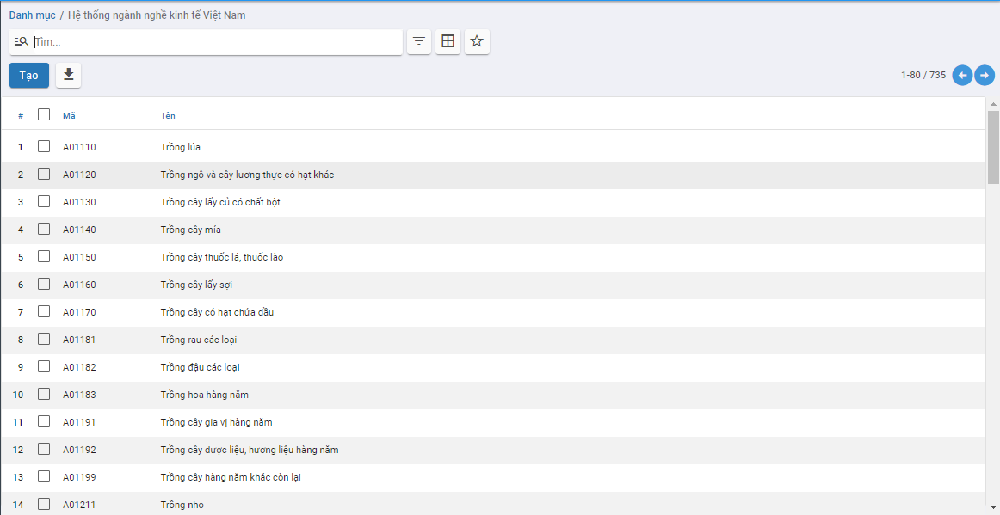 Danh mục / Hệ thống ngành nghề kinh tế Việt Nam
Tìm...
Tạo 1-80 / 735
# Mã Tên
1 A01110 Trồng lúa
2 A01120 Trồng ngô và cây lương thực có hạt khác
3 A01130 Trồng cây lấy củ có chất bột
4 A01140 Trồng cây mía
5 A01150 Trồng cây thuốc lá, thuốc lào
6 A01160 Trồng cây lấy sợi
7 A01170 Trồng cây có hạt chứa dầu
8 A01181 Trồng rau các loại
9 A01182 Trồng đậu các loại
10 A01183 Trồng hoa hàng năm
11 A01191 Trồng cây gia vị hàng năm
12 A01192 Trồng cây dược liệu, hương liệu hàng năm
13 A01199 Trồng cây hàng năm khác còn lại
14 A01211 Trồng nho